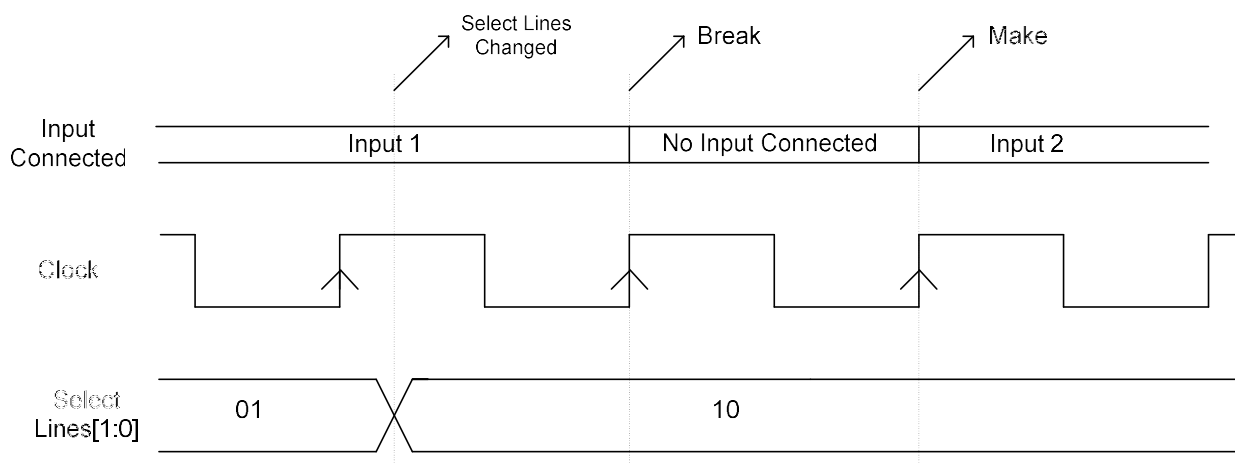 Select Lines
Changed
Break
Make
Input
Connected
Input 1
No Input Connected
Input 2
Clock
Select
Lines[1:0]
01
10